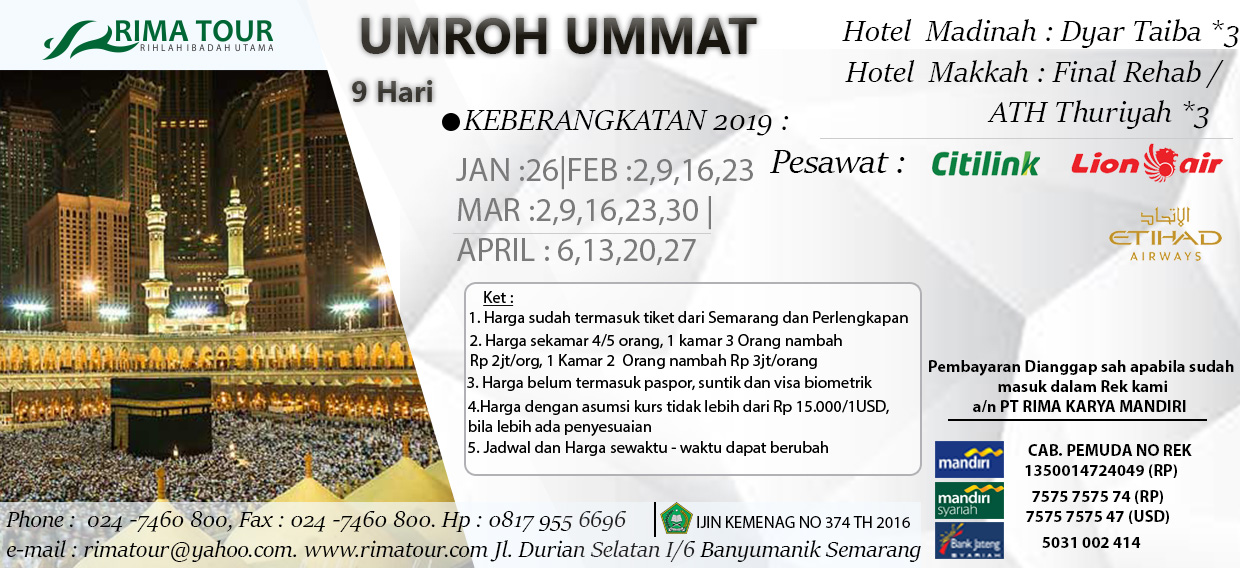 RIMA TOUR
RIHLAH IBADAH UTAMA
UMROH UMMAT
9 Hari
Hotel Madinah : Dyar Taiba *3
Hotel Makkah : Final Rehab /
ATH Thuriyah *3
●KEBERANGKATAN 2019 :
JAN :26|FEB :2,9,16,23
MAR :2,9,16,23,30 |
APRIL : 6,13,20,27
Pesawat : Citilink Lion air
الإتحاد
ETIHAD
AIRWAYS
Ket :
1. Harga sudah termasuk tiket dari Semarang dan Perlengkapan
2. Harga sekamar 4/5 orang, 1 kamar 3 Orang nambah
Rp 2jt/org, 1 Kamar 2 Orang nambah Rp 3jt/orang
3. Harga belum termasuk paspor, suntik dan visa biometrik
4.Harga dengan asumsi kurs tidak lebih dari Rp 15.000/1USD,
bila lebih ada penyesuaian
5. Jadwal dan Harga sewaktu - waktu dapat berubah
Pembayaran Dianggap sah apabila sudah
masuk dalam Rek kami
a/n PT RIMA KARYA MANDIRI
mandiri CAB. PEMUDA NO REK
1350014724049 (RP)
mandiri
syariah
7575 7575 74 (RP)
7575 7575 47 (USD)
Bank Jateng
SYARIAH
5031 002 414
Phone : 024 -7460 800, Fax : 024 -7460 800. Hp : 0817 955 6696
IJIN KEMENAG NO 374 TH 2016
e-mail : rimatour@yahoo.com. www.rimatour.com Jl. Durian Selatan I/6 Banyumanik Semarang